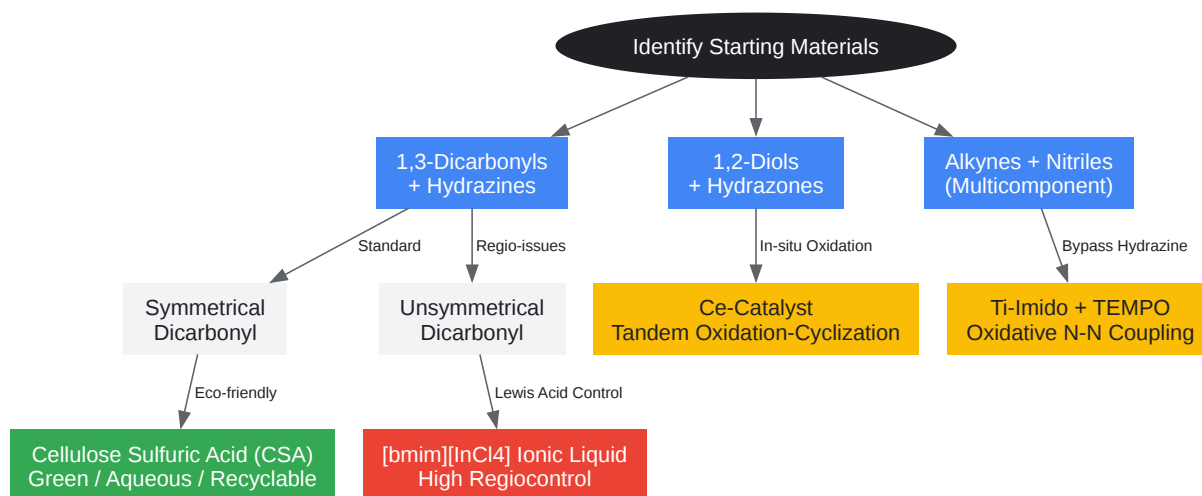 Identify Starting Materials
1,3-Dicarbonyls
+ Hydrazines
1,2-Diols
+ Hydrazones
Alkynes + Nitriles
(Multicomponent)
Standard
Regio-issues
In-situ Oxidation
Bypass Hydrazine
Symmetrical
Dicarbonyl
Unsymmetrical
Dicarbonyl
Ce-Catalyst
Tandem Oxidation-Cyclization
Ti-Imido + TEMPO
Oxidative N-N Coupling
Eco-friendly
Lewis Acid Control
Cellulose Sulfuric Acid (CSA)
Green / Aqueous / Recyclable
[bmim][InCl4] Ionic Liquid
High Regiocontrol